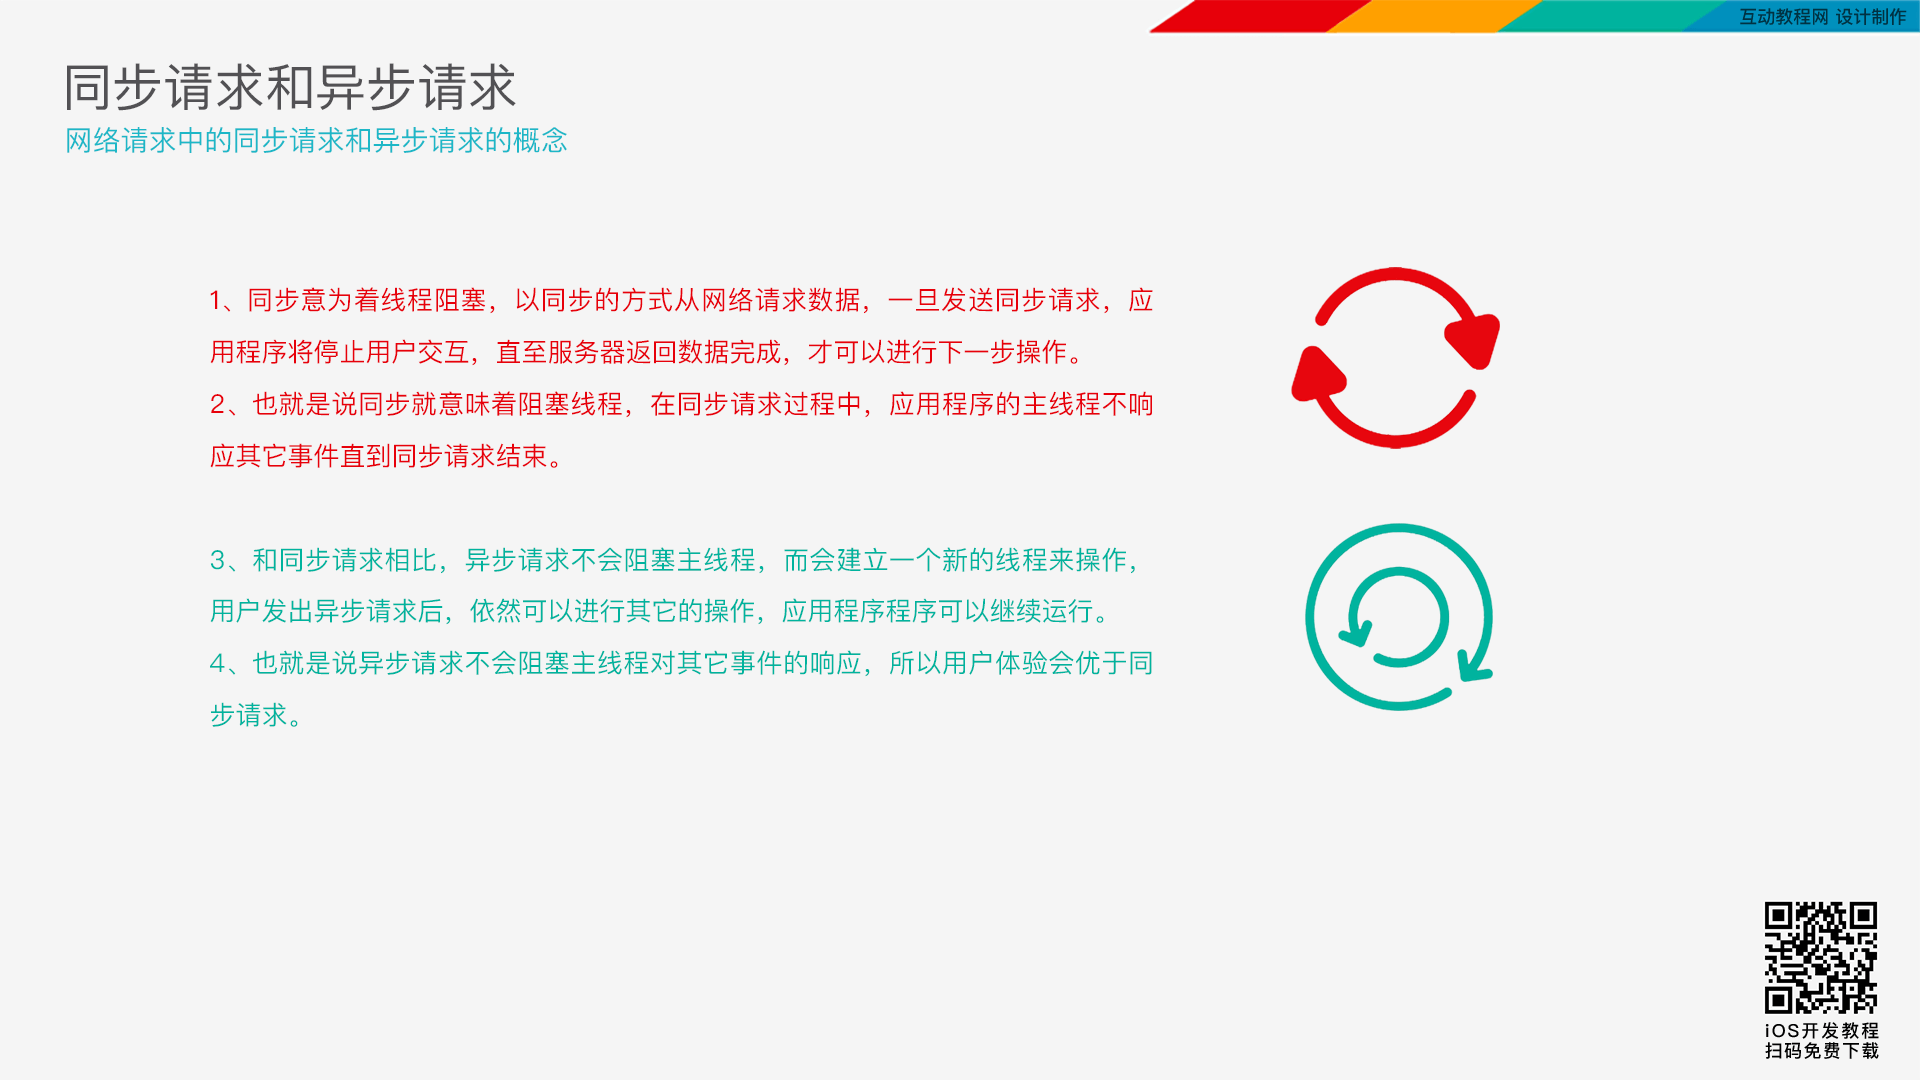 互动教程网 设计制作
同步请求和异步请求
网络请求中的同步请求和异步请求的概念
1、同步意为着线程阻塞，以同步的方式从网络请求数据，一旦发送同步请求，应
用程序将停止用户交互，直至服务器返回数据完成，才可以进行下一步操作。
2、也就是说同步就意味着阻塞线程，在同步请求过程中，应用程序的主线程不响
应其它事件直到同步请求结束。
3、和同步请求相比，异步请求不会阻塞主线程，而会建立一个新的线程来操作，
用户发出异步请求后，依然可以进行其它的操作，应用程序程序可以继续运行。
4、也就是说异步请求不会阻塞主线程对其它事件的响应，所以用户体验会优于同
步请求。
iOS开发教程
扫码免费下载